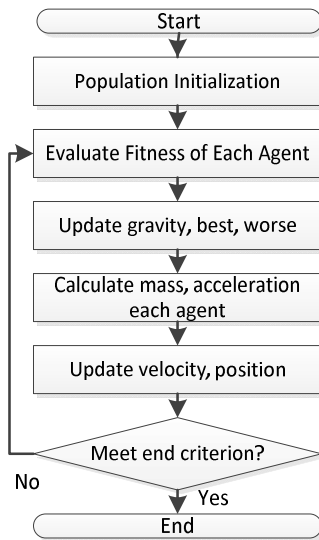 Start
Population Initialization
Evaluate Fitness of Each Agent
Update gravity, best, worse
Calculate mass, acceleration
each agent
Update velocity, position
Meet end criterion?
No
Yes
End